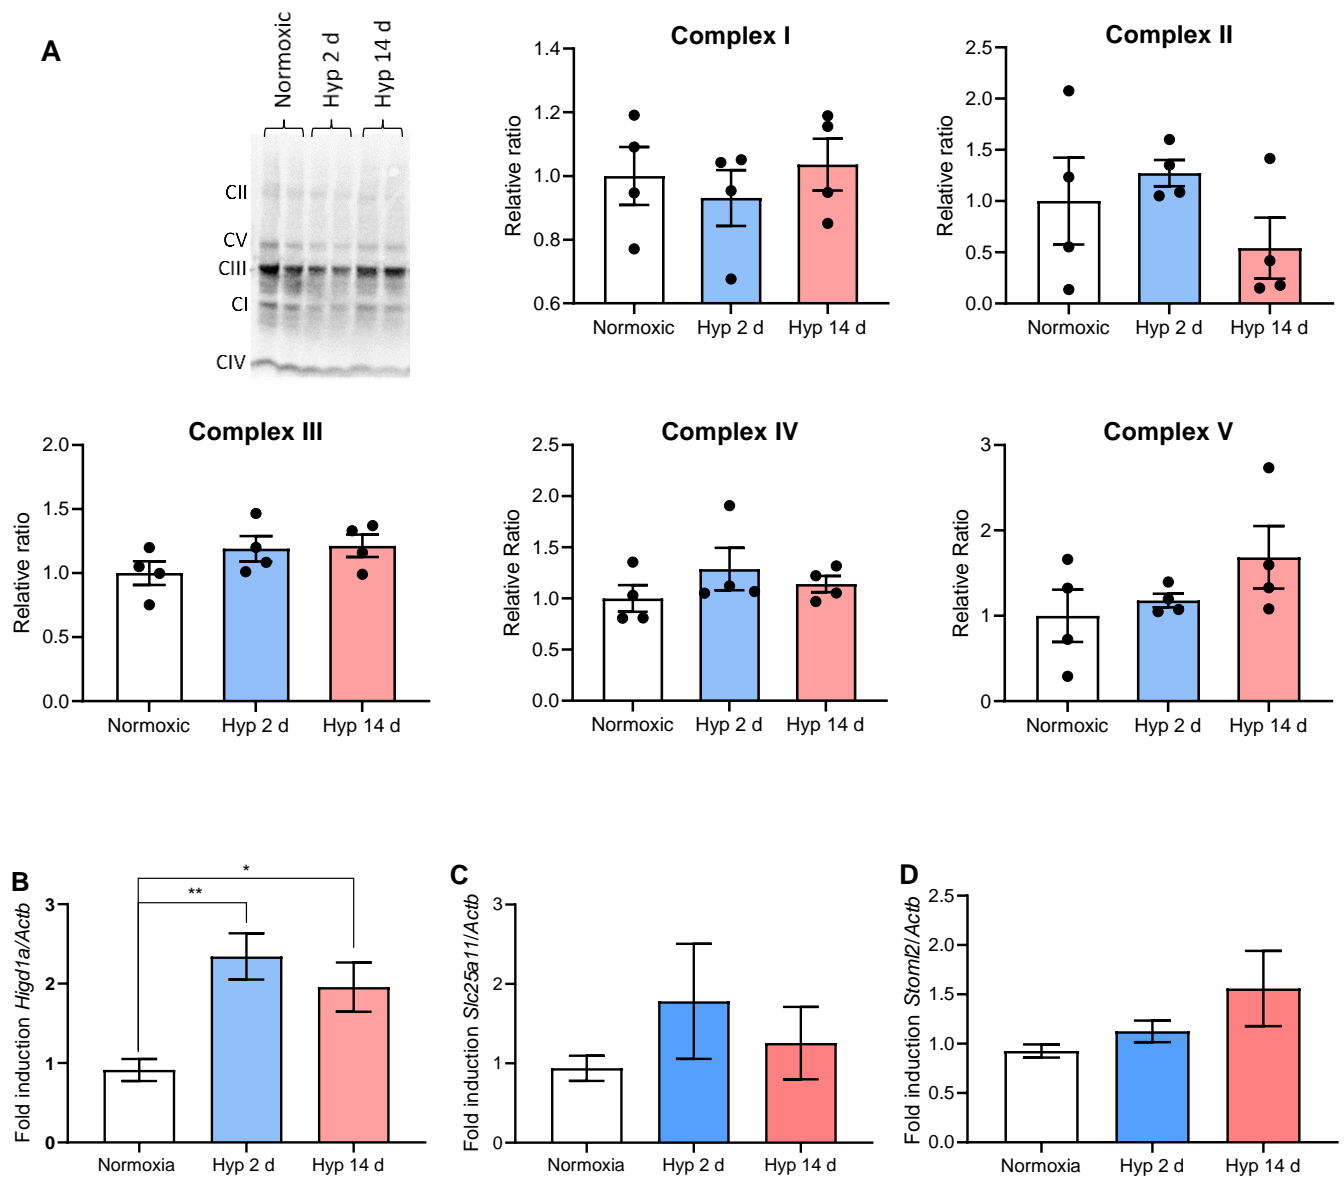 A
Normoxic
Hyp 2 d
Hyp 14 d
CII
CV
CIII
CI
CIV
Complex I
Relative ratio
1.4
1.2
1.0
0.8
0.6
Normoxic
Hyp 2 d
Hyp 14 d
Complex II
Relative ratio
2.5
2.0
1.5
1.0
0.5
0.0
Normoxic
Hyp 2 d
Hyp 14 d
Complex III
Relative ratio
2.0
1.5
1.0
0.5
0.0
Normoxic
Hyp 2 d
Hyp 14 d
Complex IV
Relative Ratio
2.5
2.0
1.5
1.0
0.5
0.0
Normoxic
Hyp 2 d
Hyp 14 d
Complex V
Relative Ratio
3
2
1
0
Normoxic
Hyp 2 d
Hyp 14 d
B
Fold induction Higd1a/Actb
3
2
1
0
*
**
Normoxia
Hyp 2 d
Hyp 14 d
C
Fold induction Slc25a11/Actb
3
2
1
0
Normoxia
Hyp 2 d
Hyp 14 d
D
Fold induction Stoml2/Actb
2.5
2.0
1.5
1.0
0.5
0.0
Normoxia
Hyp 2 d
Hyp 14 d